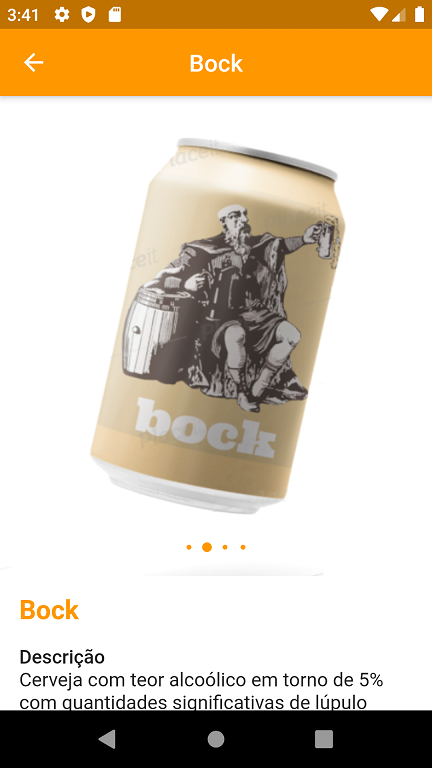 3:41
Bock
placeit
bock
Bock
Descrição
Cerveja com teor alcoólico em torno de 5%
com quantidades significativas de lúpulo